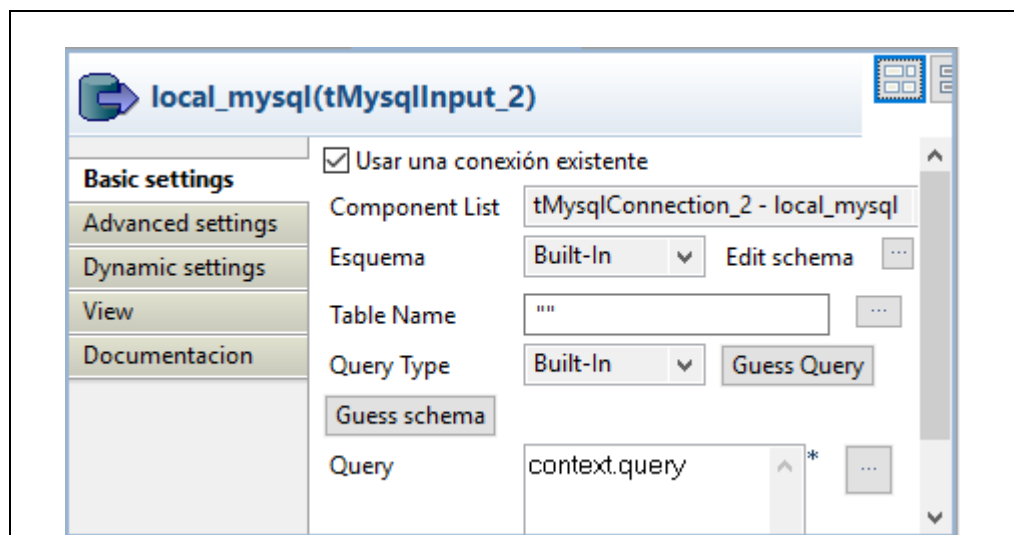 local_mysql(tMysqlInput_2)
Basic settings
Advanced settings
Dynamic settings
View
Documentacion
Usar una conexión existente
Component List tMysqlConnection_2 - local_mysql
Esquema Built-In Edit schema ...
Table Name "" ...
Query Type Built-In Guess Query
Guess schema
Query context.query * ...